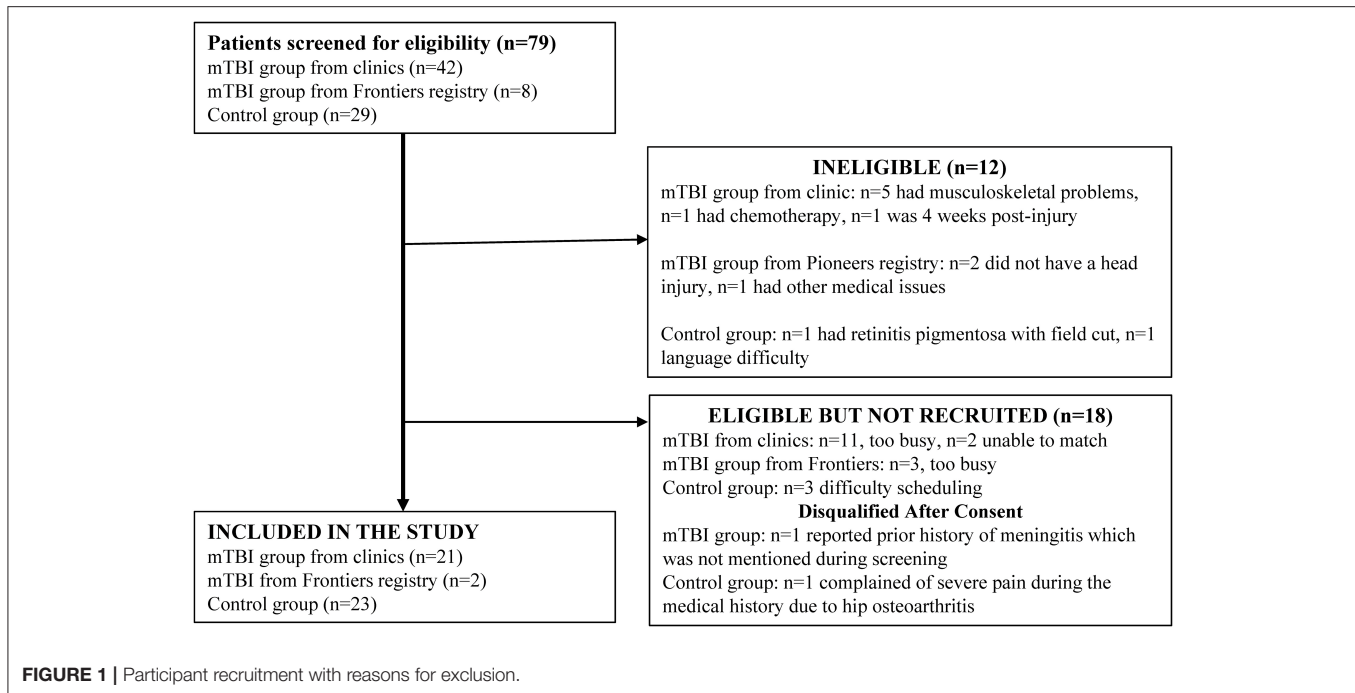 Patients screened for eligibility (n=79)
mTBI group from clinics (n=42)
mTBI group from Frontiers registry (n=8)
Control group (n=29)
INELIGIBLE (n=12)
mTBI group from clinic: n=5 had musculoskeletal problems,
n=1 had chemotherapy, n=1 was 4 weeks post-injury
mTBI group from Pioneers registry: n=2 did not have a head
injury, n=1 had other medical issues
Control group: n=1 had retinitis pigmentosa with field cut, n=1
language difficulty
ELIGIBLE BUT NOT RECRUITED (n=18)
mTBI from clinics: n=11, too busy, n=2 unable to match
mTBI group from Frontiers: n=3, too busy
Control group: n=3 difficulty scheduling
Disqualified After Consent
mTBI group: n=1 reported prior history of meningitis which
was not mentioned during screening
Control group: n=1 complained of severe pain during the
medical history due to hip osteoarthritis
INCLUDED IN THE STUDY
mTBI group from clinics (n=21)
mTBI from Frontiers registry (n=2)
Control group (n=23)
FIGURE 1 | Participant recruitment with reasons for exclusion.